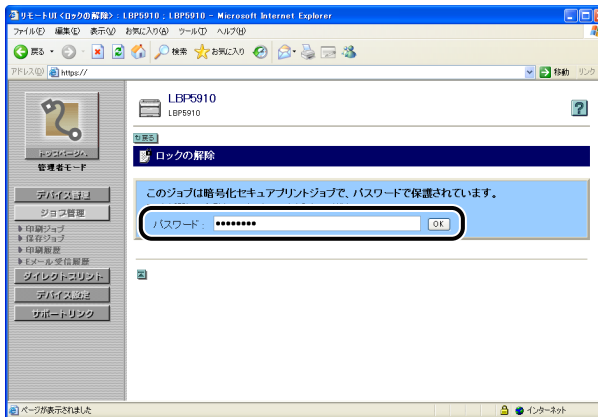 リモートUI <ロックの解除> : LBP5910 ; LBP5910 - Microsoft Internet Explorer
ファイル(F) 編集(E) 表示(V) お気に入り(A) ツール(T) ヘルプ(H)
戻る 検索 お気に入り
アドレス(D) https:// 移動 リンク
LBP5910
LBP5910
トップページへ
管理者モード
戻る
ロックの解除
このジョブは暗号化セキュアプリントジョブで、パスワードで保護されています。
パスワード: ●●●●●●●● OK
デバイス管理
ジョブ管理
印刷ジョブ
保存ジョブ
印刷履歴
Eメール受信履歴
ダイレクトプリント
デバイス設定
サポートリンク
ページが表示されました インターネット